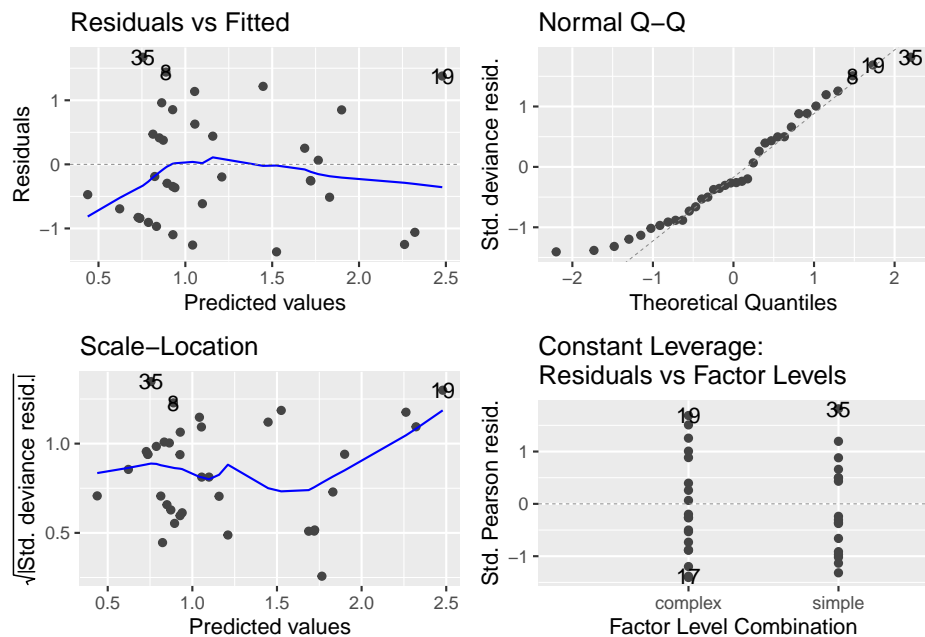 Residuals vs Fitted
Residuals
1
0
−1
35
8
19
0.5
1.0
1.5
2.0
2.5
Predicted values
Normal Q−Q
Std. deviance resid.
1
0
−1
8
19
35
−2
−1
0
1
2
Theoretical Quantiles
Scale−Location
√|Std. deviance resid.|
1.0
0.5
35
8
19
0.5
1.0
1.5
2.0
2.5
Predicted values
Constant Leverage:
Residuals vs Factor Levels
Std. Pearson resid.
1
0
−1
19
35
17
complex
simple
Factor Level Combination